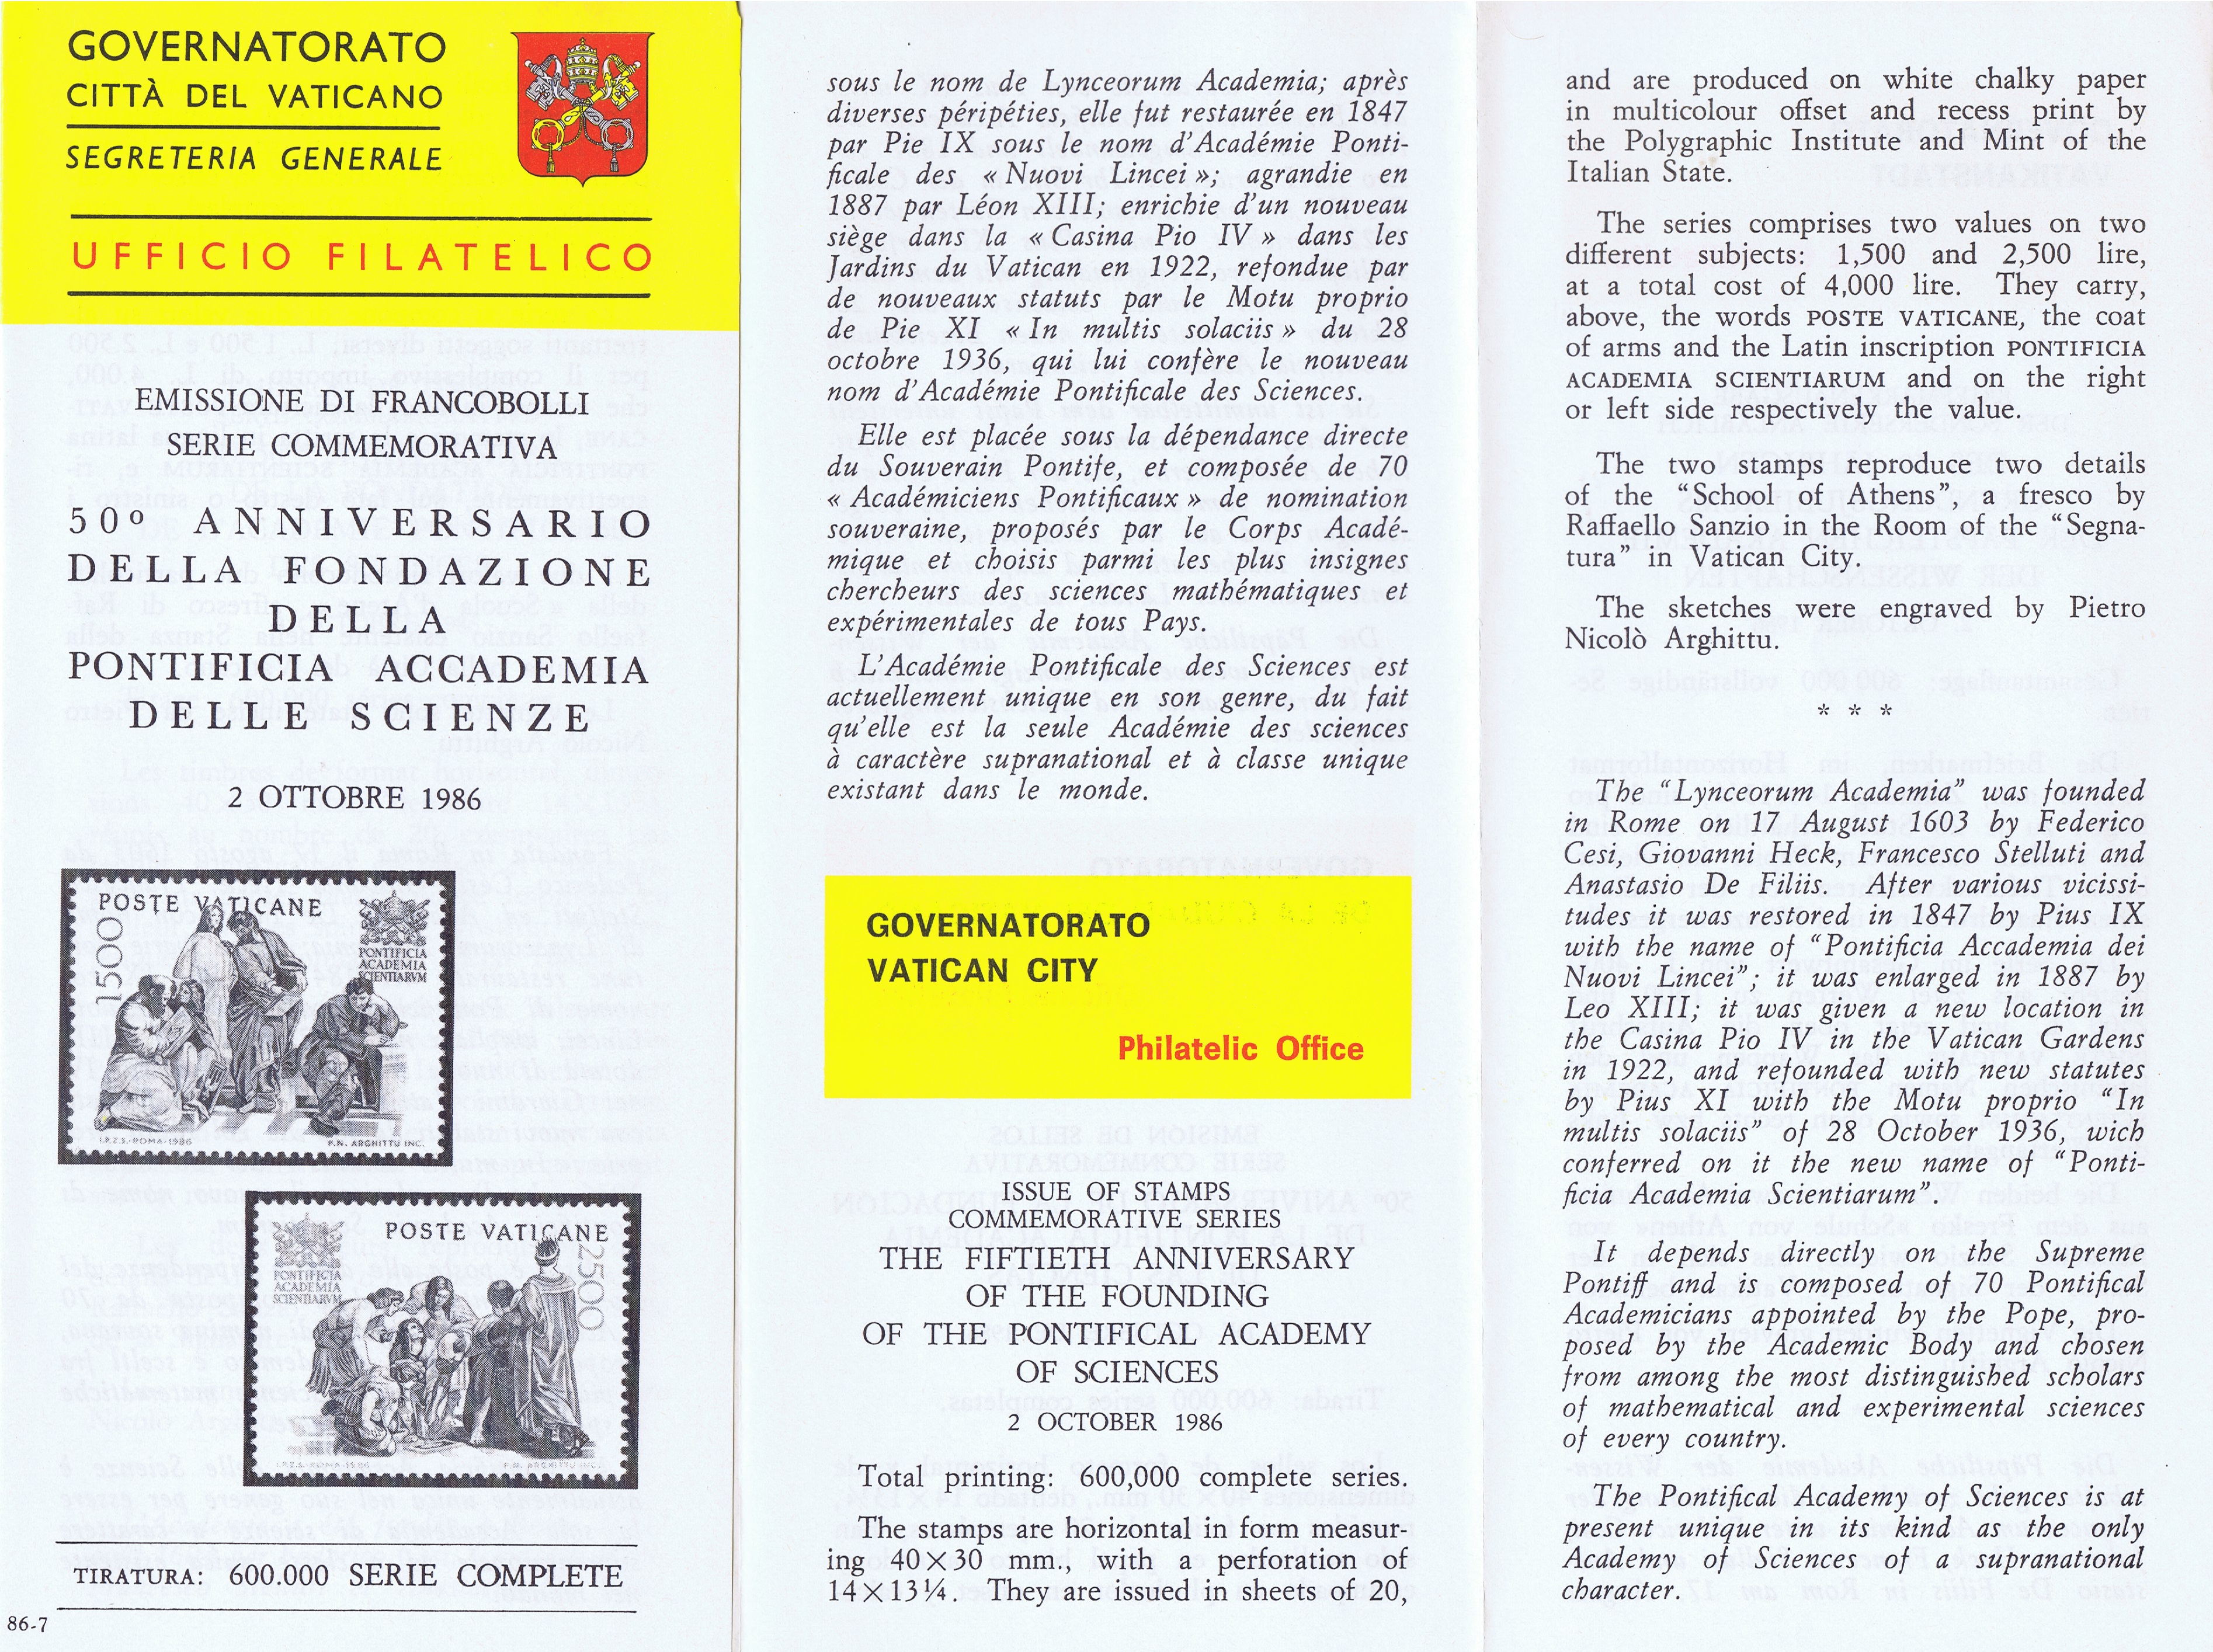 GOVERNATORATO
CITTÀ DEL VATICANO
SEGRETERIA GENERALE
UFFICIO FILATELICO
EMISSIONE DI FRANCOBOLLI
SERIE COMMEMORATIVA
50º ANNIVERSARIO
DELLA FONDAZIONE
DELLA
PONTIFICIA ACCADEMIA
DELLE SCIENZE
2 OTTOBRE 1986
POSTE VATICANE
1500
PONTIFICIA
ACADEMIA
SCIENTIARVM
I.P.Z.S.-ROMA-1986
P.N. ARGHITTU INC.
POSTE VATICANE
2500
PONTIFICIA
ACADEMIA
SCIENTIARVM
I.P.Z.S.-ROMA-1986
P.N. ARGHITTU INC.
TIRATURA: 600.000 SERIE COMPLETE
86-7
sous le nom de Lynceorum Academia; après
diverses péripéties, elle fut restaurée en 1847
par Pie IX sous le nom d'Académie Ponti-
ficale des « Nuovi Lincei »; agrandie en
1887 par Léon XIII; enrichie d'un nouveau
siège dans la « Casina Pio IV » dans les
Jardins du Vatican en 1922, refondue par
de nouveaux statuts par le Motu proprio
de Pie XI « In multis solaciis » du 28
octobre 1936, qui lui confère le nouveau
nom d'Académie Pontificale des Sciences.
Elle est placée sous la dépendance directe
du Souverain Pontife, et composée de 70
« Académiciens Pontificaux » de nomination
souveraine, proposés par le Corps Acadé-
mique et choisis parmi les plus insignes
chercheurs des sciences mathématiques et
expérimentales de tous Pays.
L'Académie Pontificale des Sciences est
actuellement unique en son genre, du fait
qu'elle est la seule Académie des sciences
à caractère supranational et à classe unique
existant dans le monde.
GOVERNATORATO
VATICAN CITY
Philatelic Office
ISSUE OF STAMPS
COMMEMORATIVE SERIES
THE FIFTIETH ANNIVERSARY
OF THE FOUNDING
OF THE PONTIFICAL ACADEMY
OF SCIENCES
2 OCTOBER 1986
Total printing: 600,000 complete series.
The stamps are horizontal in form measur-
ing 40×30 mm., with a perforation of
14×13¼. They are issued in sheets of 20,
and are produced on white chalky paper
in multicolour offset and recess print by
the Polygraphic Institute and Mint of the
Italian State.
The series comprises two values on two
different subjects: 1,500 and 2,500 lire,
at a total cost of 4,000 lire. They carry,
above, the words POSTE VATICANE, the coat
of arms and the Latin inscription PONTIFICIA
ACADEMIA SCIENTIARUM and on the right
or left side respectively the value.
The two stamps reproduce two details
of the “School of Athens”, a fresco by
Raffaello Sanzio in the Room of the “Segna-
tura” in Vatican City.
The sketches were engraved by Pietro
Nicolò Arghittu.
* * *
The “Lynceorum Academia” was founded
in Rome on 17 August 1603 by Federico
Cesi, Giovanni Heck, Francesco Stelluti and
Anastasio De Filiis. After various vicissi-
tudes it was restored in 1847 by Pius IX
with the name of “Pontificia Accademia dei
Nuovi Lincei”; it was enlarged in 1887 by
Leo XIII; it was given a new location in
the Casina Pio IV in the Vatican Gardens
in 1922, and refounded with new statutes
by Pius XI with the Motu proprio “In
multis solaciis” of 28 October 1936, wich
conferred on it the new name of “Ponti-
ficia Academia Scientiarum”.
It depends directly on the Supreme
Pontiff and is composed of 70 Pontifical
Academicians appointed by the Pope, pro-
posed by the Academic Body and chosen
from among the most distinguished scholars
of mathematical and experimental sciences
of every country.
The Pontifical Academy of Sciences is at
present unique in its kind as the only
Academy of Sciences of a supranational
character.